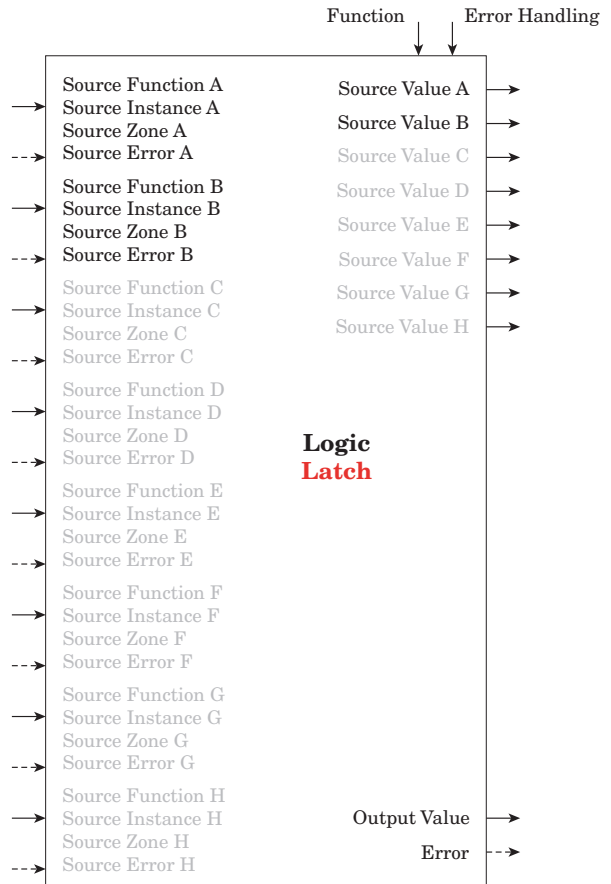 Function
Error Handling
Source Function A
Source Instance A
Source Zone A
Source Error A
Source Function B
Source Instance B
Source Zone B
Source Error B
Source Function C
Source Instance C
Source Zone C
Source Error C
Source Function D
Source Instance D
Source Zone D
Source Error D
Source Function E
Source Instance E
Source Zone E
Source Error E
Source Function F
Source Instance F
Source Zone F
Source Error F
Source Function G
Source Instance G
Source Zone G
Source Error G
Source Function H
Source Instance H
Source Zone H
Source Error H
Source Value A
Source Value B
Source Value C
Source Value D
Source Value E
Source Value F
Source Value G
Source Value H
Logic
Latch
Output Value
Error